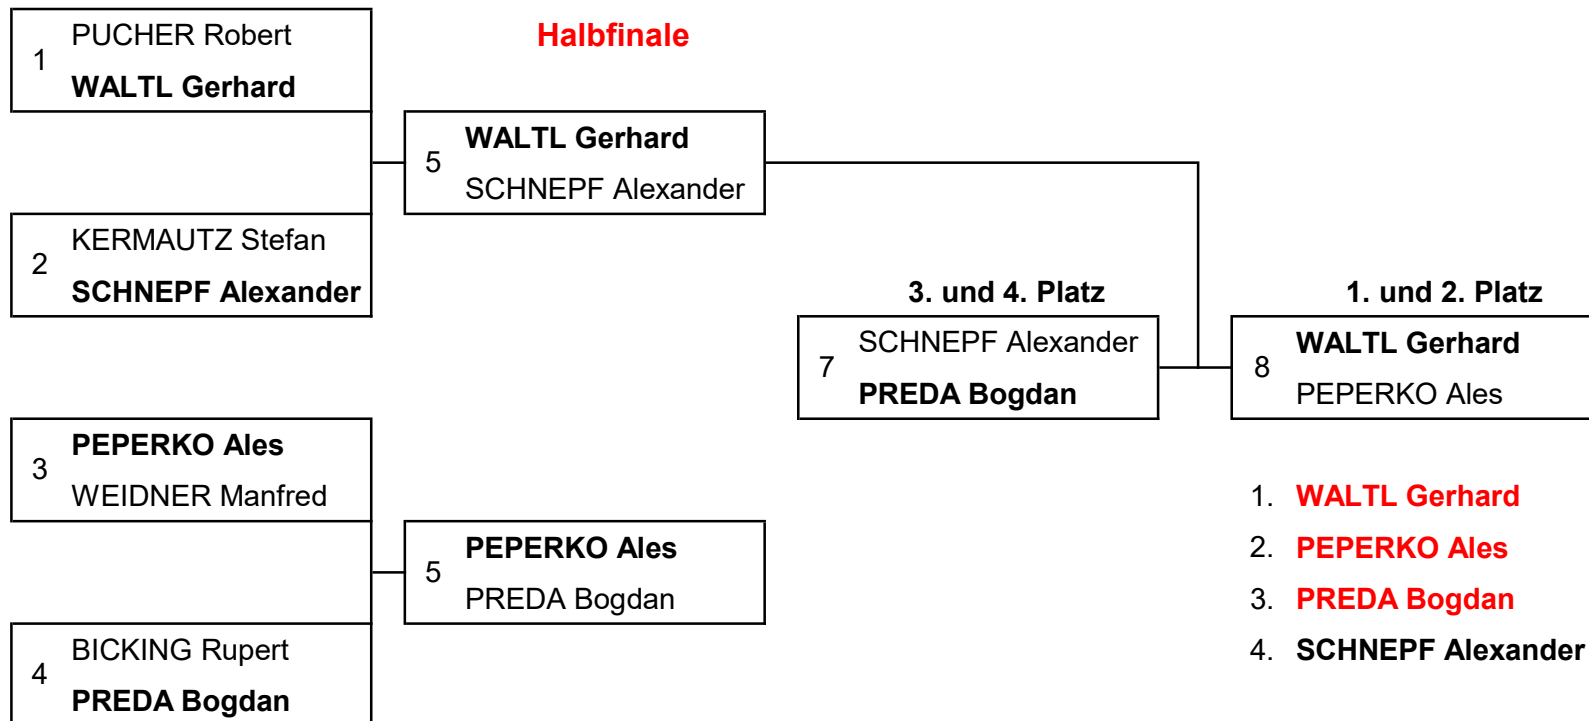 Halbfinale
1
PUCHER Robert
WALTL Gerhard
5
WALTL Gerhard
SCHNEPF Alexander
2
KERMAUTZ Stefan
SCHNEPF Alexander
3. und 4. Platz
7
SCHNEPF Alexander
PREDA Bogdan
1. und 2. Platz
8
WALTL Gerhard
PEPERKO Ales
3
PEPERKO Ales
WEIDNER Manfred
5
PEPERKO Ales
PREDA Bogdan
4
BICKING Rupert
PREDA Bogdan
1. WALTL Gerhard
2. PEPERKO Ales
3. PREDA Bogdan
4. SCHNEPF Alexander